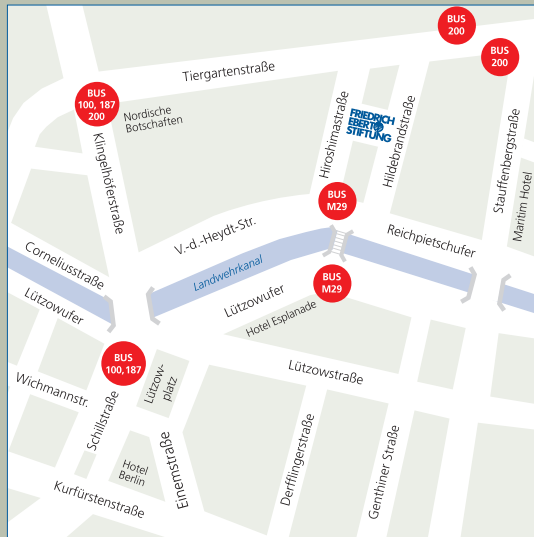 BUS
200
BUS
200
Tiergartenstraße
BUS
100, 187
200
Nordische
Botschaften
Klingelhöferstraße
Hiroshimastraße
FRIEDRICH
EBERT
STIFTUNG
Hildebrandstraße
Stauffenbergstraße
Maritim Hotel
BUS
M29
V.-d.-Heydt-Str.
Reichpietschufer
Corneliusstraße
Landwehrkanal
Lützowufer
BUS
M29
Lützowufer
Hotel Esplanade
BUS
100,187
Lützow-
platz
Lützowstraße
Wichmannstr.
Schillstraße
Einemstraße
Derfflingerstraße
Genthiner Straße
Hotel
Berlin
Kurfürstenstraße